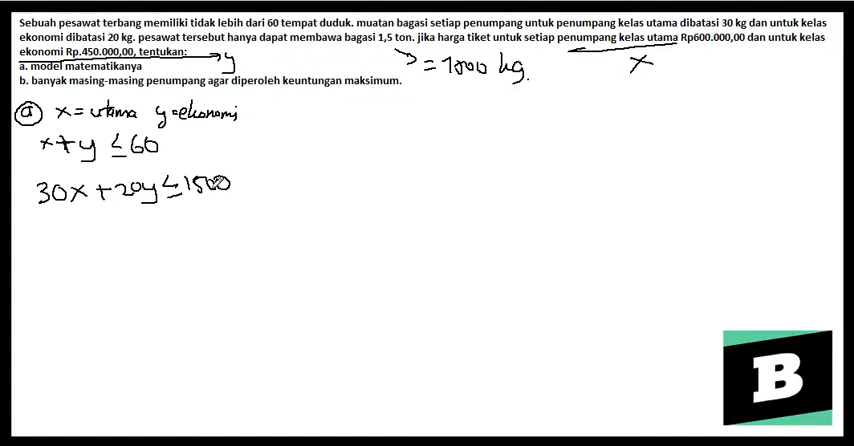 Sebuah pesawat terbang memiliki tidak lebih dari 60 tempat duduk. muatan bagasi setiap penumpang untuk penumpang kelas utama dibatasi 30 kg dan untuk kelas
ekonomi dibatasi 20 kg. pesawat tersebut hanya dapat membawa bagasi 1,5 ton. jika harga tiket untuk setiap penumpang kelas utama Rp600.000,00 dan untuk kelas
ekonomi Rp.450.000,00, tentukan: y = 1500 kg. x
a. model matematikanya
b. banyak masing-masing penumpang agar diperoleh keuntungan maksimum.
a x = utama y = ekonomi
x + y ≤ 60
30x + 20y ≤ 1500
B